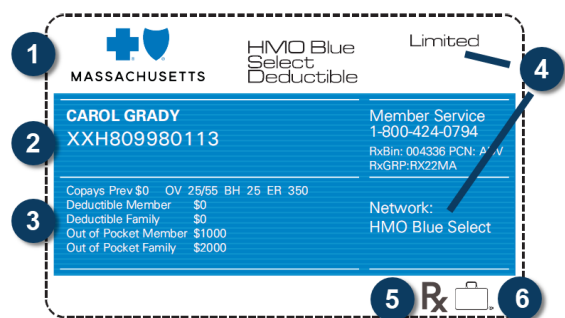 1
MASSACHUSETTS
HMO Blue
Select
Deductible
Limited
4
2
CAROL GRADY
XXH809980113
Member Service
1-800-424-0794
RxBin: 004336 PCN:
RxGRP:RX22MA
3
Copays Prev $0 OV 25/55 BH 25 ER 350
Deductible Member $0
Deductible Family $0
Out of Pocket Member $1000
Out of Pocket Family $2000
Network:
HMO Blue Select
5
Rx
6